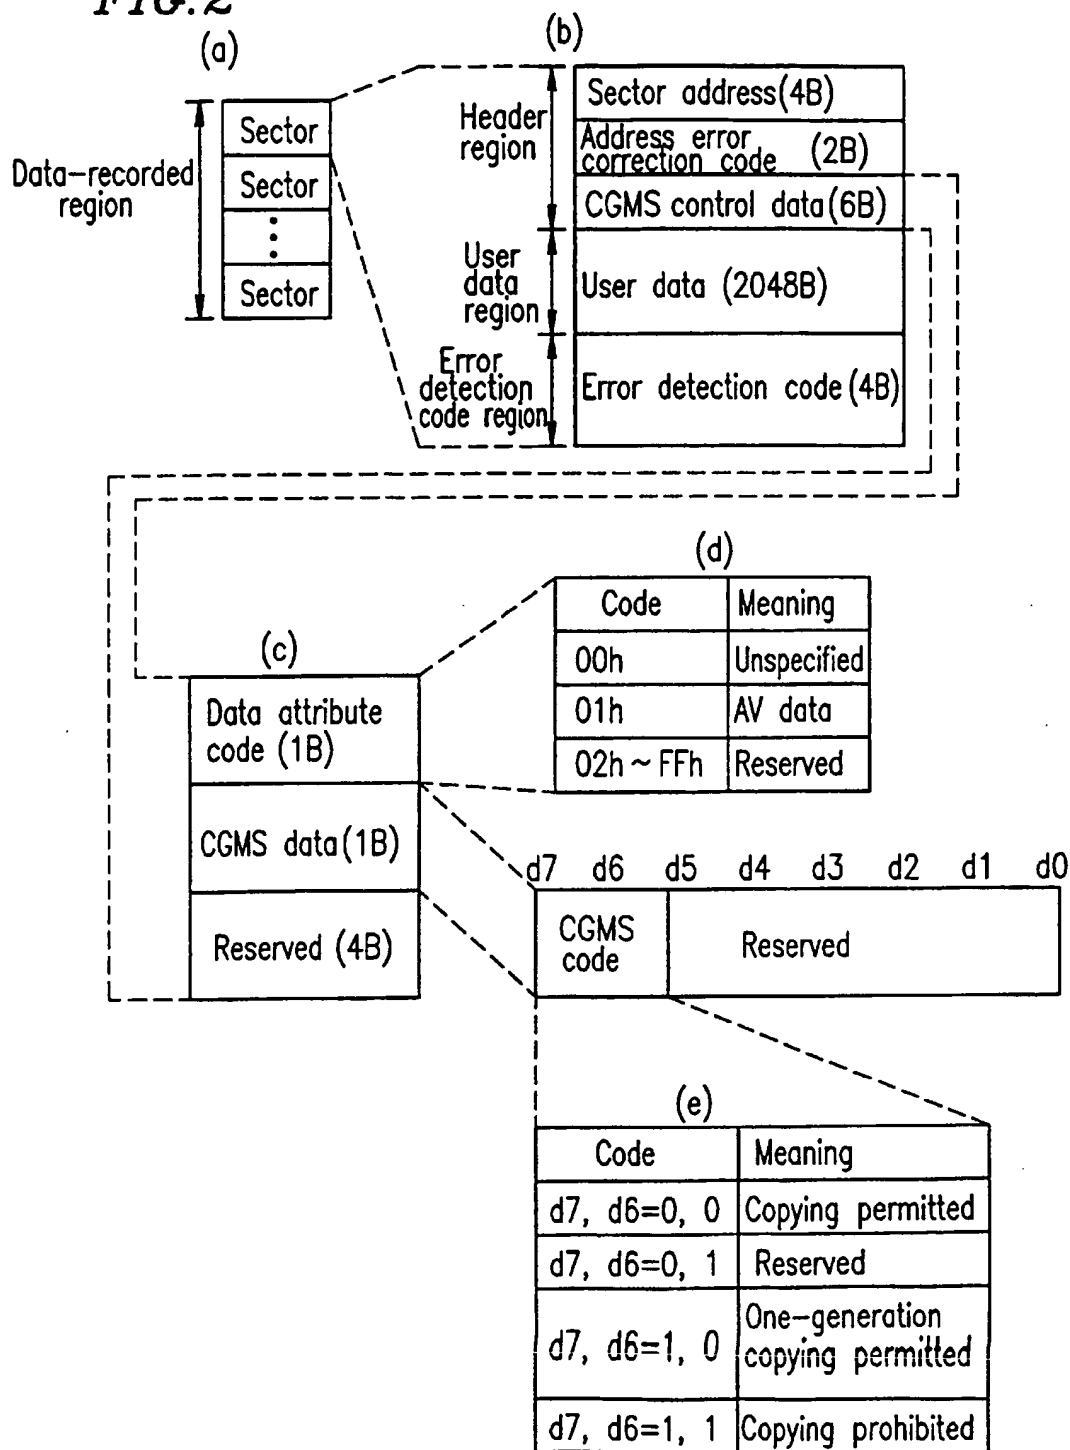 FIG.2
(a)
(b)
Data-recorded
region
Sector
Sector
Sector
Header
region
User
data
region
Error
detection
code region
Sector address(4B)
Address error
correction code (2B)
CGMS control data(6B)
User data (2048B)
Error detection code(4B)
(c)
Data attribute
code (1B)
CGMS data(1B)
Reserved (4B)
(d)
Code Meaning
00h Unspecified
01h AV data
02h ~ FFh Reserved
d7 d6 d5 d4 d3 d2 d1 d0
CGMS
code
Reserved
(e)
Code Meaning
d7, d6=0, 0 Copying permitted
d7, d6=0, 1 Reserved
d7, d6=1, 0 One-generation
copying permitted
d7, d6=1, 1 Copying prohibited